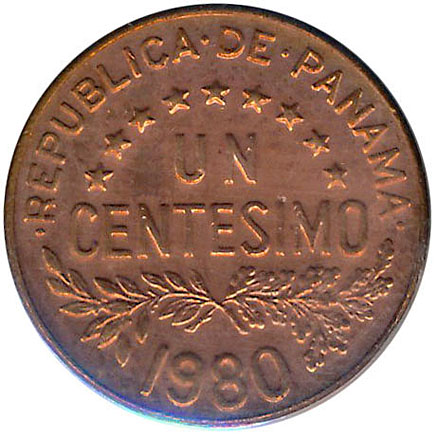 ·REPUBLICA·DE·PANAMA·
UN
CENTESIMO
1980